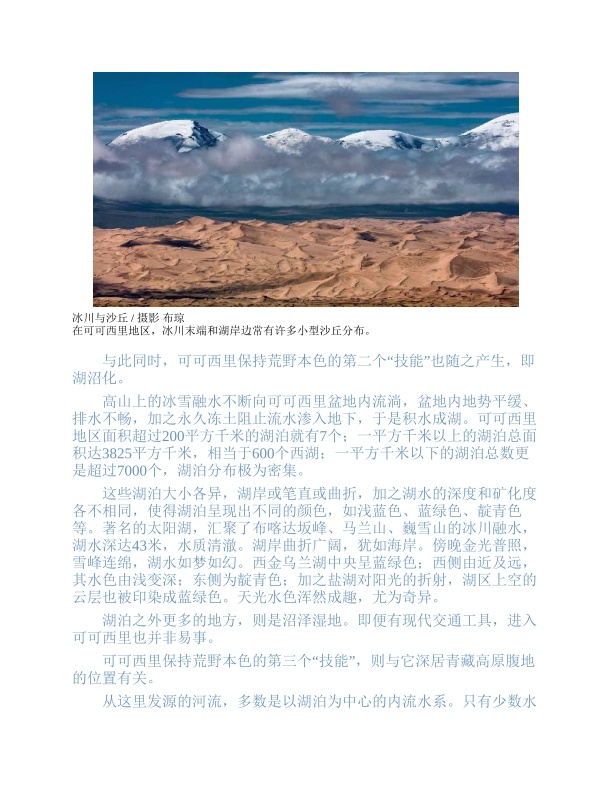 冰川与沙丘 / 摄影 布琼
在可可西里地区，冰川末端和湖岸边常有许多小型沙丘分布。
与此同时，可可西里保持荒野本色的第二个“技能”也随之产生，即
湖沼化。
高山上的冰雪融水不断向可可西里盆地内流淌，盆地内地势平缓、
排水不畅，加之永久冻土阻止流水渗入地下，于是积水成湖。可可西里
地区面积超过200平方千米的湖泊就有7个；一平方千米以上的湖泊总面
积达3825平方千米，相当于600个西湖；一平方千米以下的湖泊总数更
是超过7000个，湖泊分布极为密集。
这些湖泊大小各异，湖岸或笔直或曲折，加之湖水的深度和矿化度
各不相同，使得湖泊呈现出不同的颜色，如浅蓝色、蓝绿色、靛青色
等。著名的太阳湖，汇聚了布喀达坂峰、马兰山、巍雪山的冰川融水，
湖水深达43米，水质清澈。湖岸曲折广阔，犹如海岸。傍晚金光普照，
雪峰连绵，湖水如梦如幻。西金乌兰湖中央呈蓝绿色；西侧由近及远，
其水色由浅变深；东侧为靛青色；加之盐湖对阳光的折射，湖区上空的
云层也被印染成蓝绿色。天光水色浑然成趣，尤为奇异。
湖泊之外更多的地方，则是沼泽湿地。即便有现代交通工具，进入
可可西里也并非易事。
可可西里保持荒野本色的第三个“技能”，则与它深居青藏高原腹地
的位置有关。
从这里发源的河流，多数是以湖泊为中心的内流水系。只有少数水